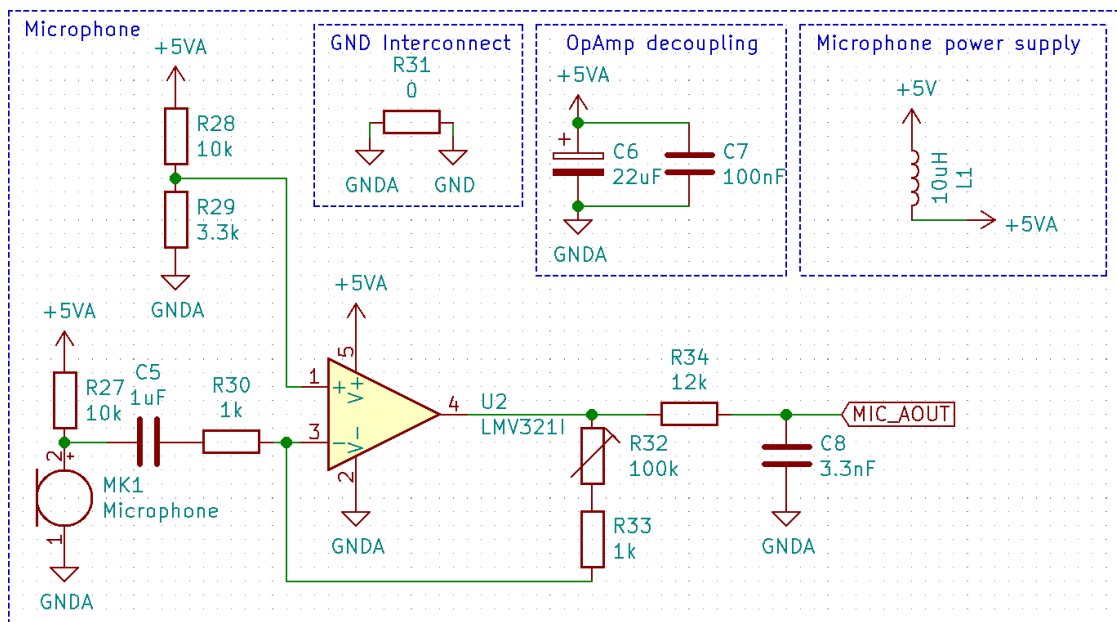 Microphone
+5VA
R28
10k
R29
3.3k
GNDA
GND Interconnect
R31
0
GNDA
GND
OpAmp decoupling
+5VA
+
C6
22uF
C7
100nF
GNDA
Microphone power supply
+5V
10uH
L1
+5VA
+5VA
R27
10k
C5
1uF
R30
1k
2
+
MK1
Microphone
1
GNDA
+5VA
5
1
+
V+
3
−
V−
2
4
U2
LMV321I
GNDA
R32
100k
R33
1k
R34
12k
MIC_AOUT
C8
3.3nF
GNDA